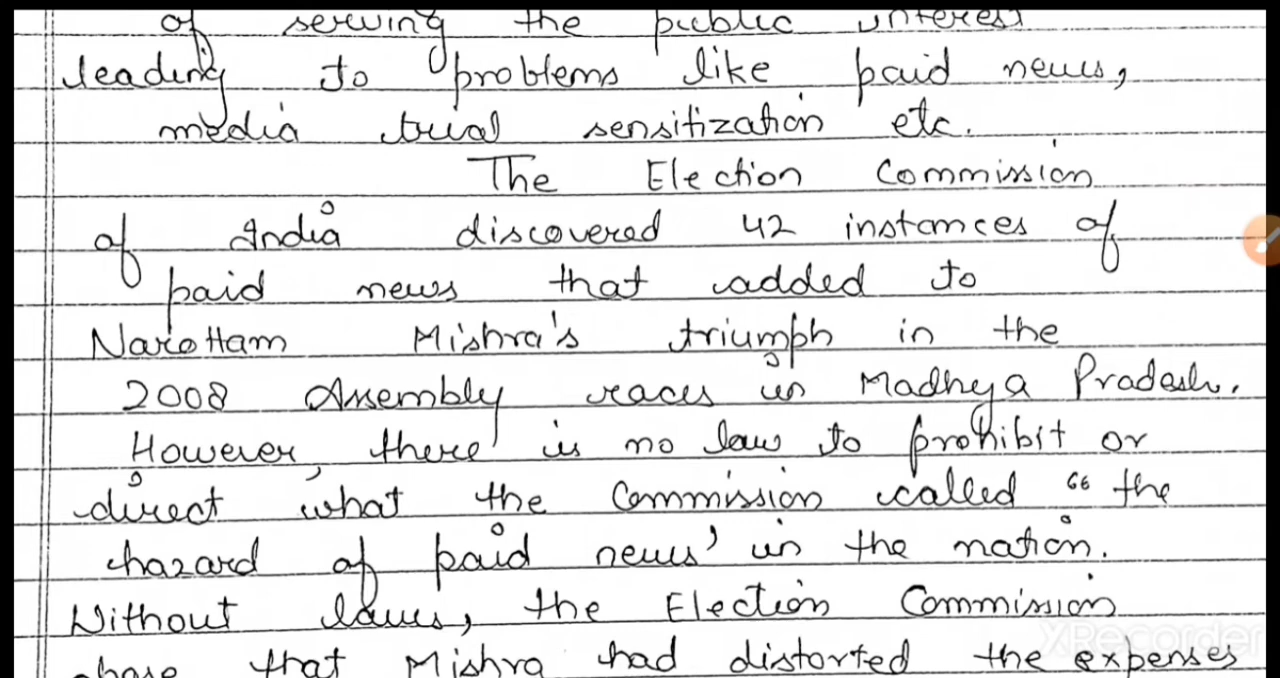 of serving the public interest
leading to problems like paid news,
media trial sensitization etc.
The Election Commission
of India discovered 42 instances of
paid news that added to
Narottam Mishra's triumph in the
2008 Assembly races in Madhya Pradesh.
However, there is no law to prohibit or
direct what the Commission called "the
hazard of paid news' in the nation.
Without laws, the Election Commission
that Mishra had distorted the expenses
XRecorder